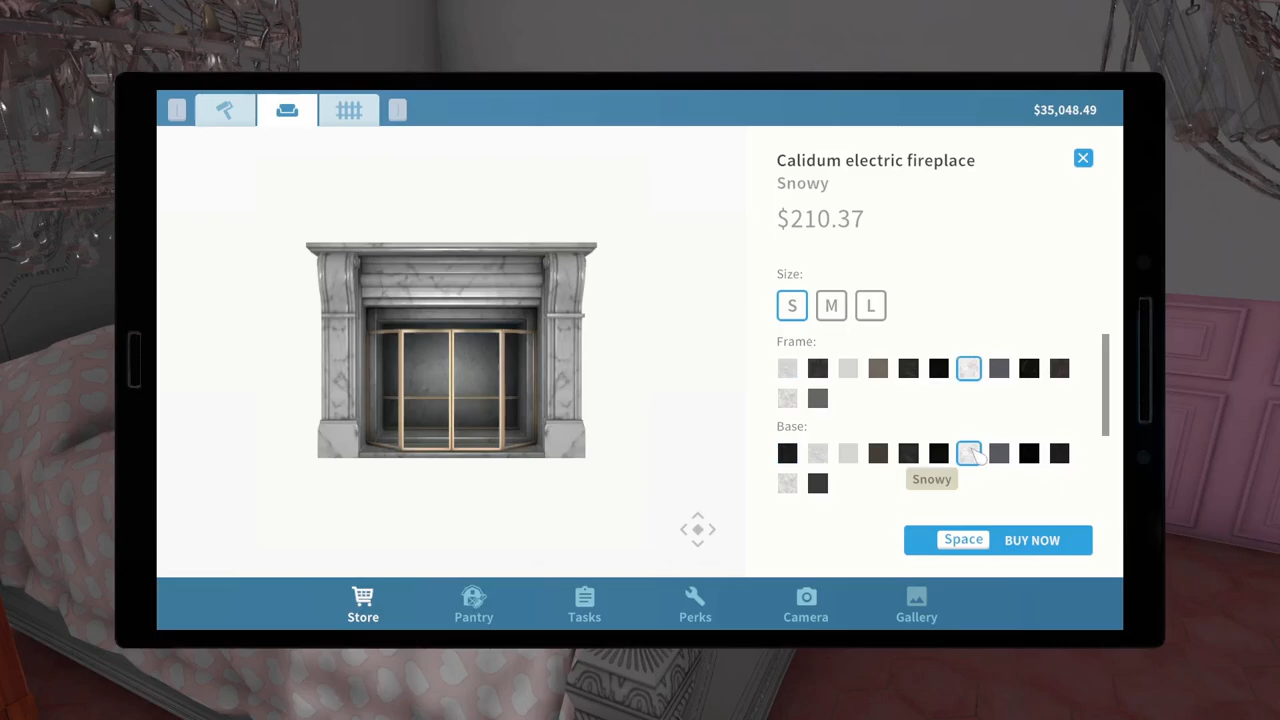 $35,048.49
Calidum electric fireplace
Snowy
$210.37
Size:
S M L
Frame:
Base:
Snowy
Space BUY NOW
Store Pantry Tasks Perks Camera Gallery